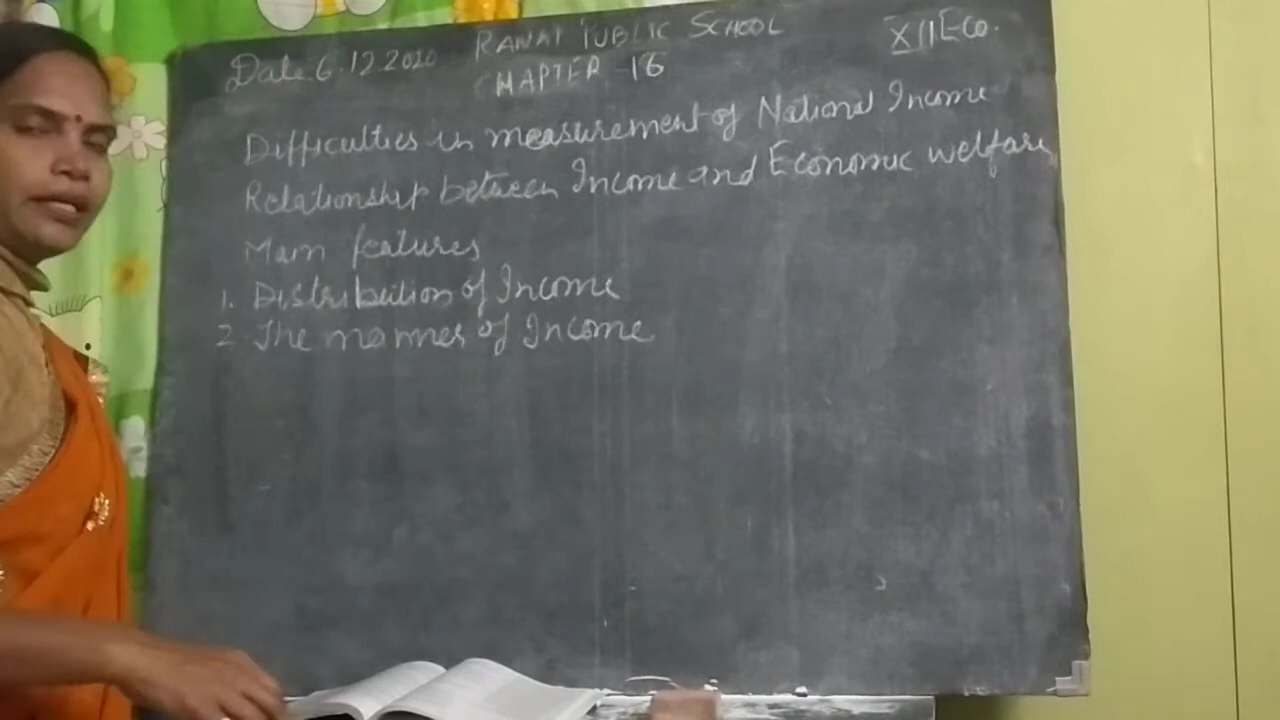 Date 6.12.2020 RANAT PUBLIC SCHOOL XII Eco.
CHAPTER -16
Difficulties in measurement of National Income
Relationship between Income and Economic welfare
Main features
1. Distribution of Income
2. The manner of Income